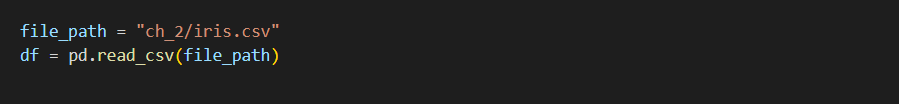 file_path = "ch_2/iris.csv"
df = pd.read_csv(file_path)